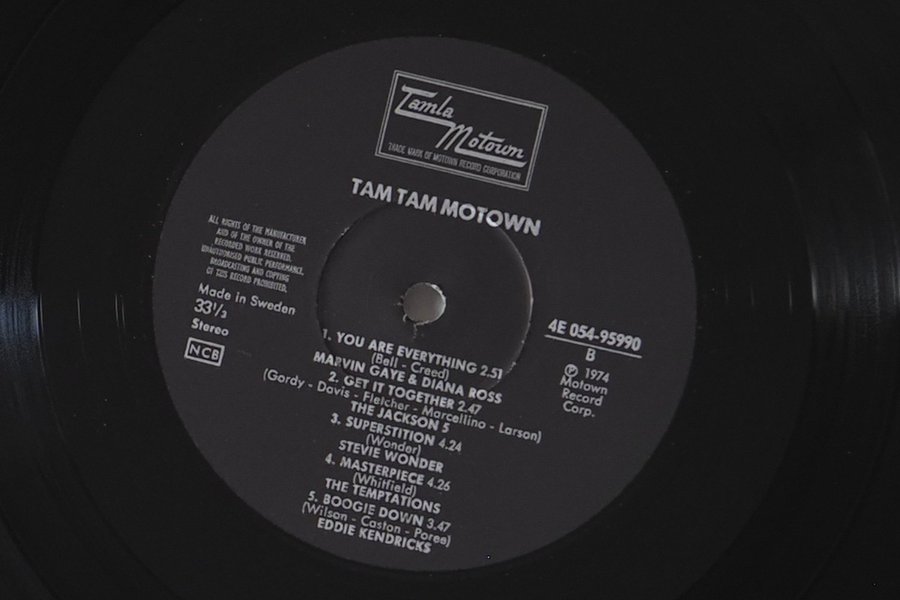 Tamla
Motown
TRADE MARK OF MOTOWN RECORD CORPORATION
TAM TAM MOTOWN
ALL RIGHTS OF THE MANUFACTURER
AND OF THE OWNER OF THE
RECORDED WORK RESERVED.
UNAUTHORISED PUBLIC PERFORMANCE,
BROADCASTING AND COPYING
OF THIS RECORD PROHIBITED.
Made in Sweden
33 1/3
Stereo
NCB
4E 054-95990
B
℗ 1974
Motown
Record
Corp.
1. YOU ARE EVERYTHING 2.51
(Bell - Creed)
MARVIN GAYE & DIANA ROSS
2. GET IT TOGETHER 2.47
(Gordy - Davis - Fletcher - Marcellino - Larson)
THE JACKSON 5
3. SUPERSTITION 4.24
(Wonder)
STEVIE WONDER
4. MASTERPIECE 4.26
(Whitfield)
THE TEMPTATIONS
5. BOOGIE DOWN 3.47
(Wilson - Caston - Poree)
EDDIE KENDRICKS